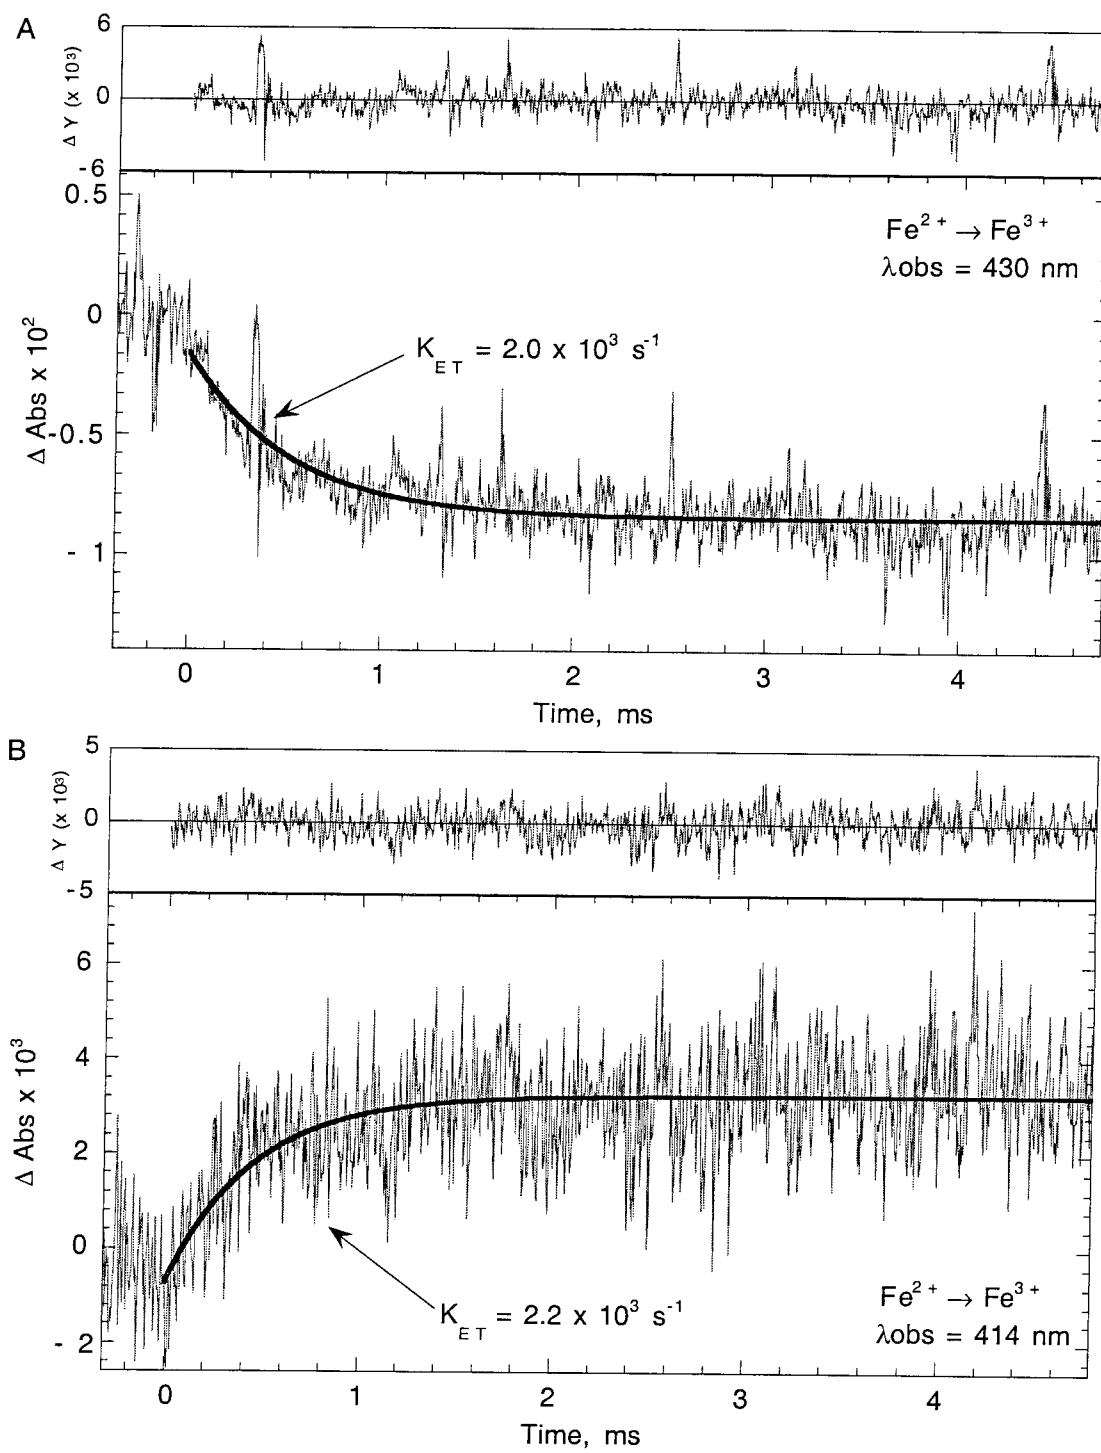 A
6
Δ Y (x 10³)
0
-6
0.5
Fe²⁺ → Fe³⁺
λobs = 430 nm
0
K_ET = 2.0 x 10³ s⁻¹
Δ Abs x 10²
-0.5
- 1
0 1 2 3 4
Time, ms
B
5
Δ Y (x 10³)
0
-5
6
4
Δ Abs x 10³
2
0
K_ET = 2.2 x 10³ s⁻¹
Fe²⁺ → Fe³⁺
λobs = 414 nm
- 2
0 1 2 3 4
Time, ms